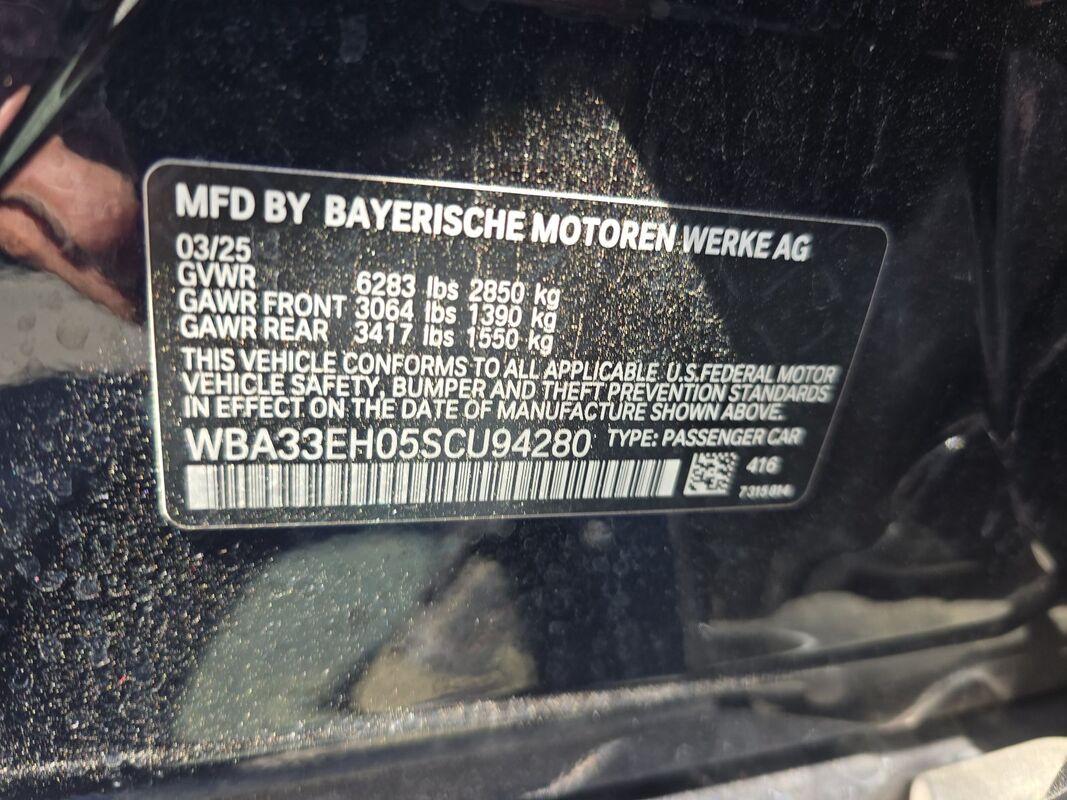 MFD BY BAYERISCHE MOTOREN WERKE AG
03/25
GVWR 6283 lbs 2850 kg
GAWR FRONT 3064 lbs 1390 kg
GAWR REAR 3417 lbs 1550 kg
THIS VEHICLE CONFORMS TO ALL APPLICABLE U.S. FEDERAL MOTOR
VEHICLE SAFETY, BUMPER AND THEFT PREVENTION STANDARDS
IN EFFECT ON THE DATE OF MANUFACTURE SHOWN ABOVE.
WBA33EH05SCU94280 TYPE: PASSENGER CAR
416